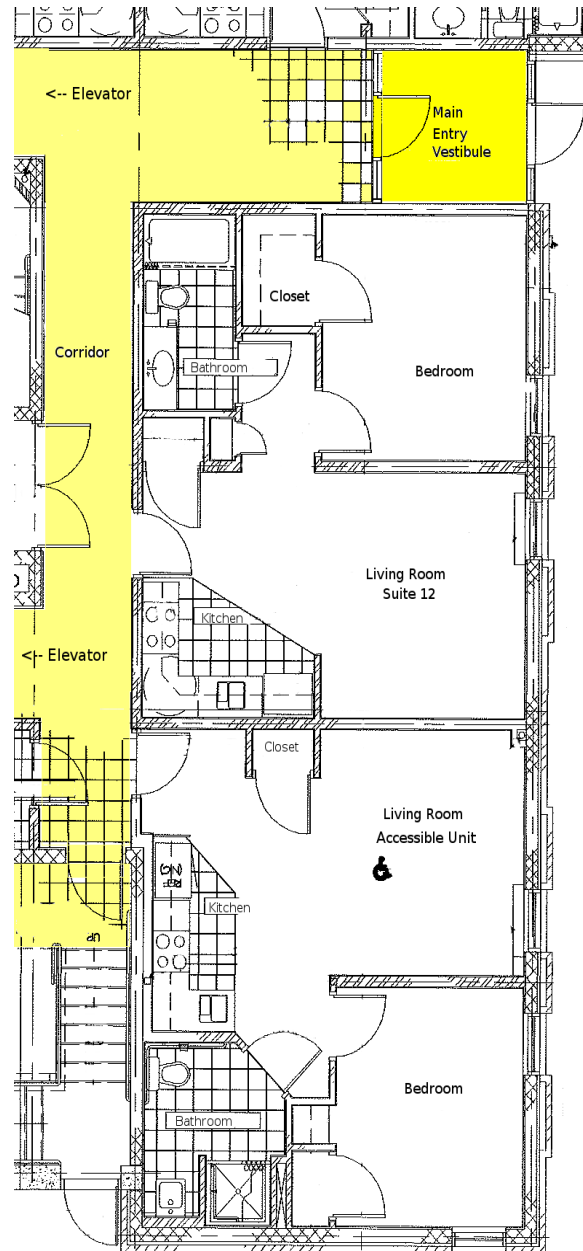 <-- Elevator
Main
Entry
Vestibule
Closet
Corridor
Bathroom
Bedroom
Living Room
Suite 12
Kitchen
<-- Elevator
Closet
Living Room
Accessible Unit
Kitchen
UP
Bedroom
Bathroom